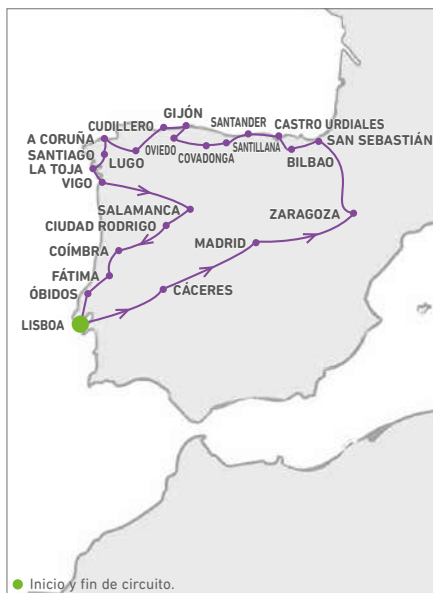 GIJÓN
CUDILLERO
SANTANDER
CASTRO URDIALES
A CORUÑA
OVIEDO
SANTILLANA
SAN SEBASTIÁN
SANTIAGO
LUGO
COVADONGA
BILBAO
LA TOJA
VIGO
SALAMANCA
ZARAGOZA
CIUDAD RODRIGO
MADRID
COÍMBRA
FÁTIMA
CÁCERES
ÓBIDOS
LISBOA
Inicio y fin de circuito.